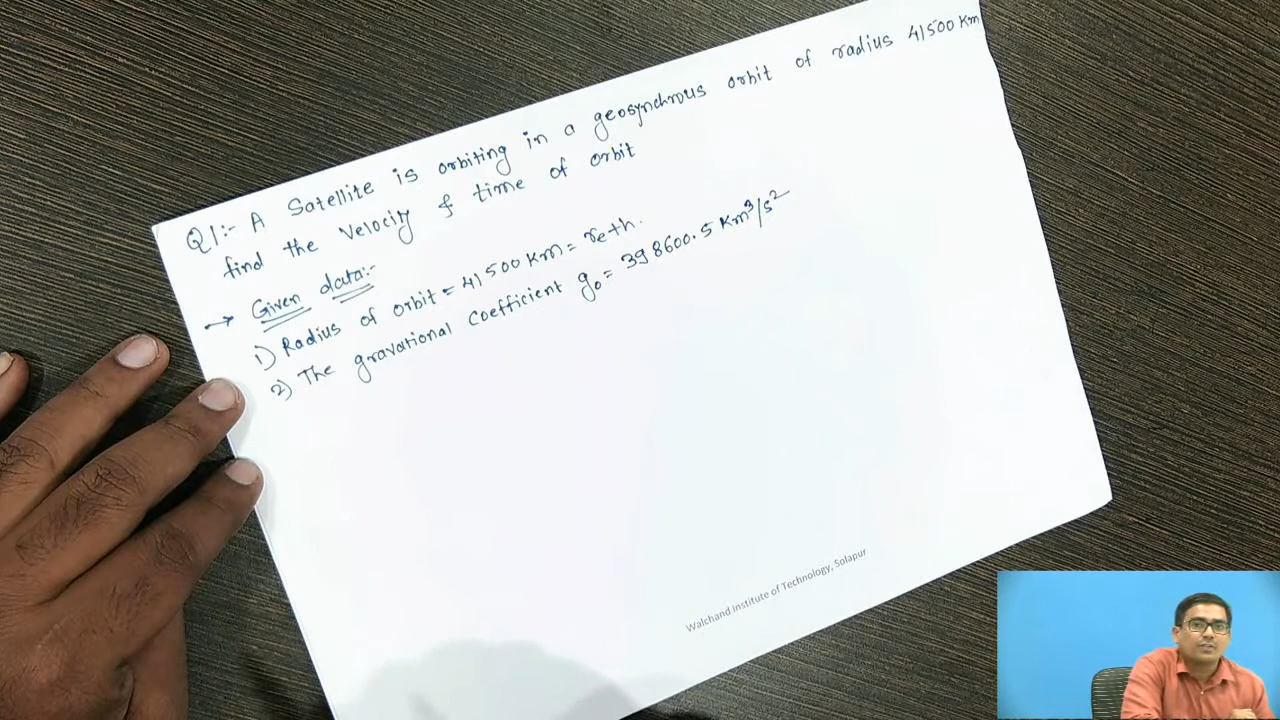 Q1:- A Satellite is orbiting in a geosynchrous orbit of radius 41500 Km
find the Velocity & time of orbit
→ Given data:-
1) Radius of orbit = 41500 Km = re+h.
2) The gravational coefficient g₀ = 398600.5 Km³/s²
Walchand Institute of Technology, Solapur